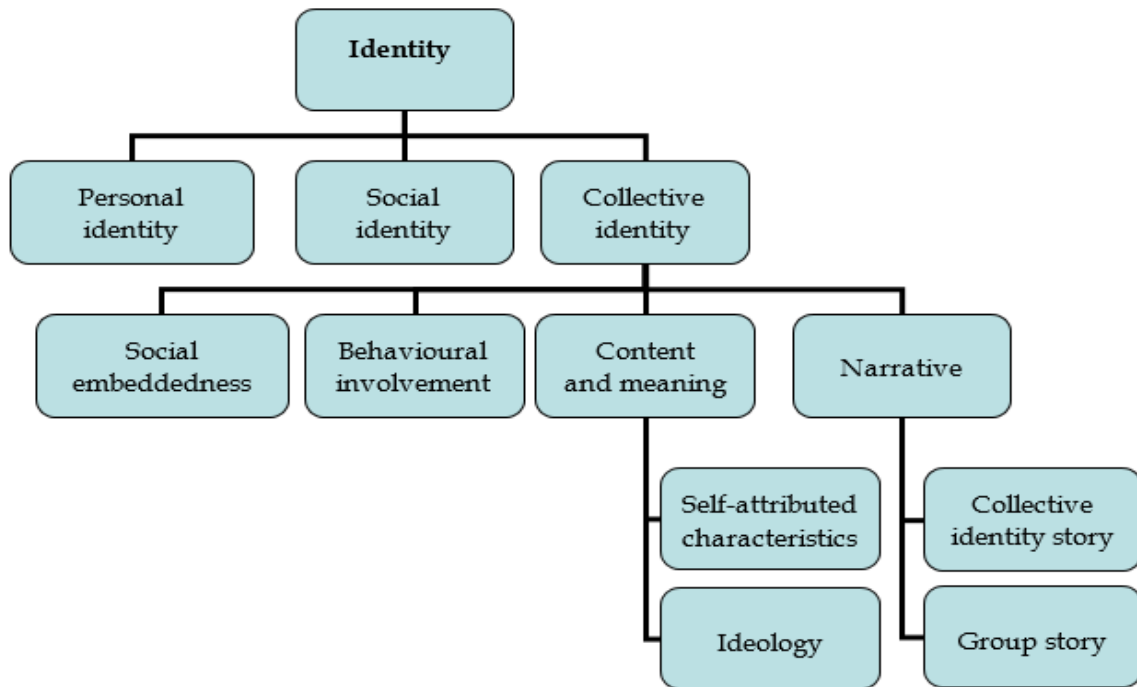 Identity
Personal
identity
Social
identity
Collective
identity
Social
embeddedness
Behavioural
involvement
Content
and meaning
Narrative
Self-attributed
characteristics
Collective
identity story
Ideology
Group story